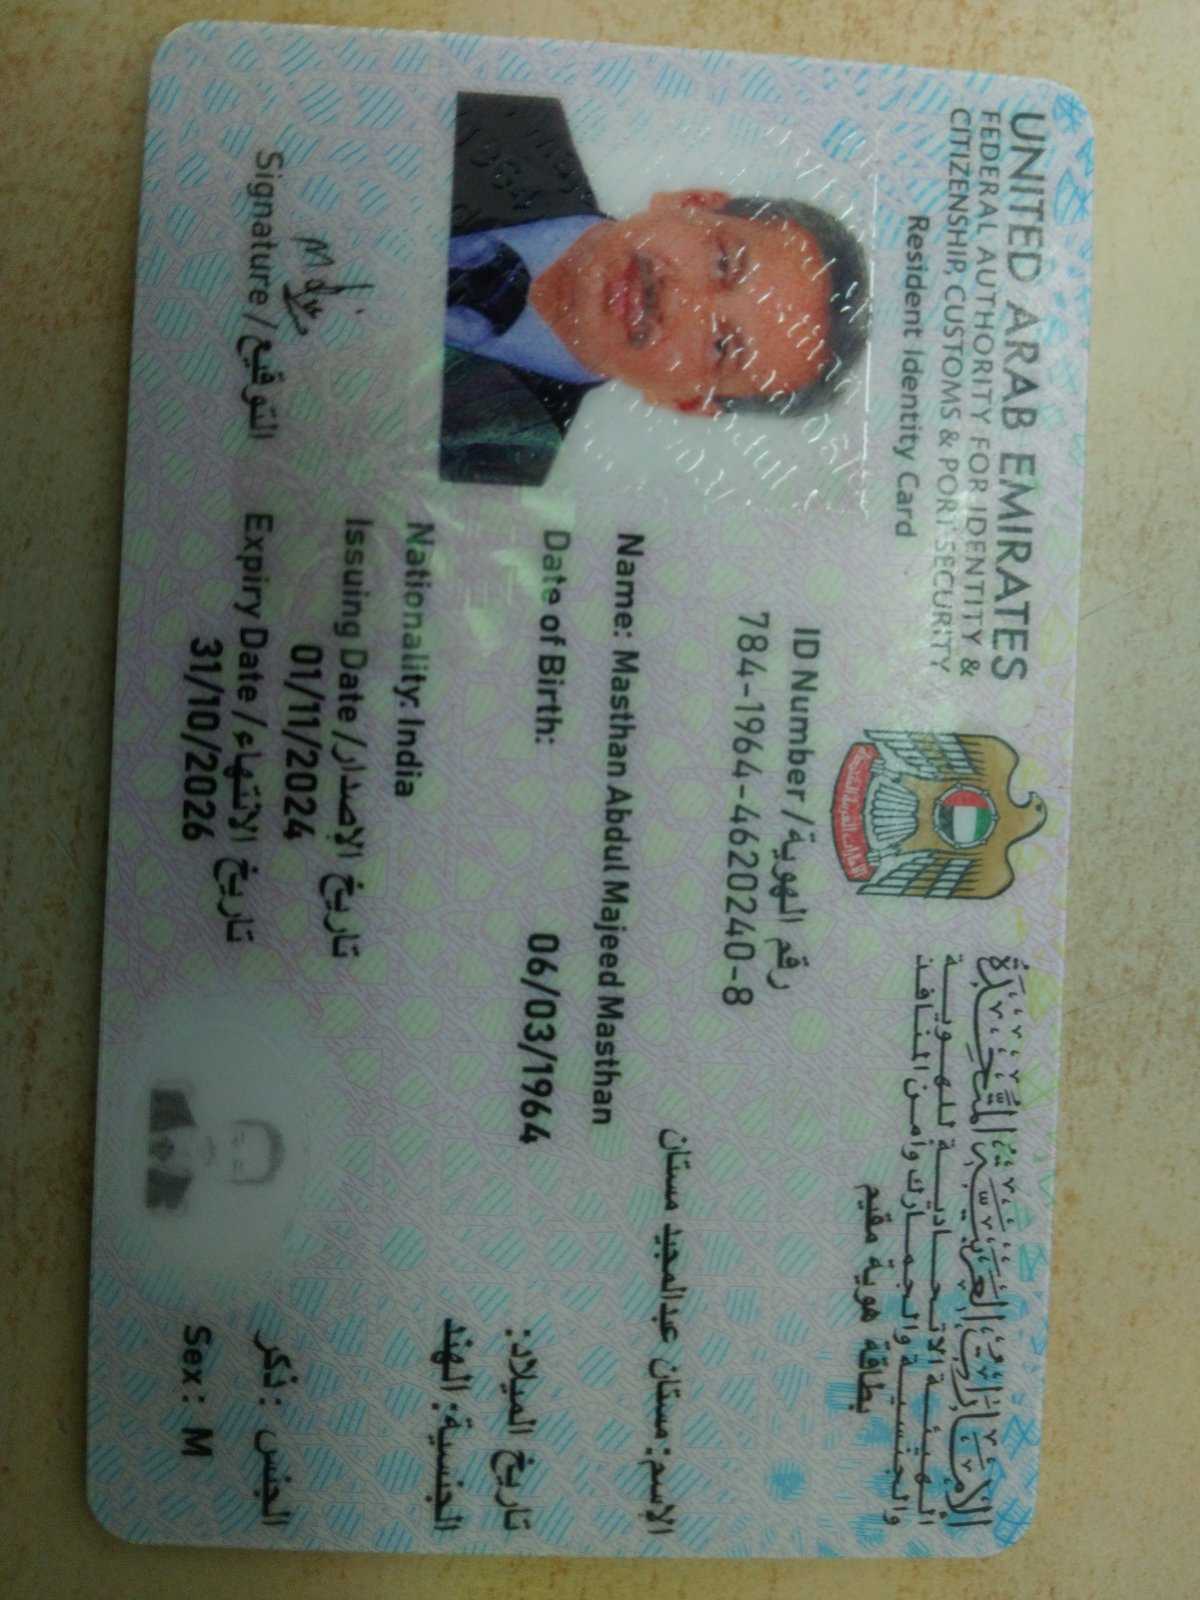 UNITED ARAB EMIRATES
FEDERAL AUTHORITY FOR IDENTITY &
CITIZENSHIP, CUSTOMS & PORT SECURITY
Resident Identity Card
الإمارات العربية المتحدة
الهيئة الاتحادية للهوية
والجنسية والجمارك وأمن المنافذ
بطاقة هوية مقيم
ID Number / رقم الهوية
784-1964-4620240-8
الإسم: مستان عبدالمجيد مستان
Name: Masthan Abdul Majeed Masthan
Date of Birth: 06/03/1964 تاريخ الميلاد:
Nationality: India الجنسية: الهند
Issuing Date / تاريخ الإصدار
01/11/2024
Expiry Date / تاريخ الانتهاء
31/10/2026
Signature / التوقيع
الجنس : ذكر
Sex : M